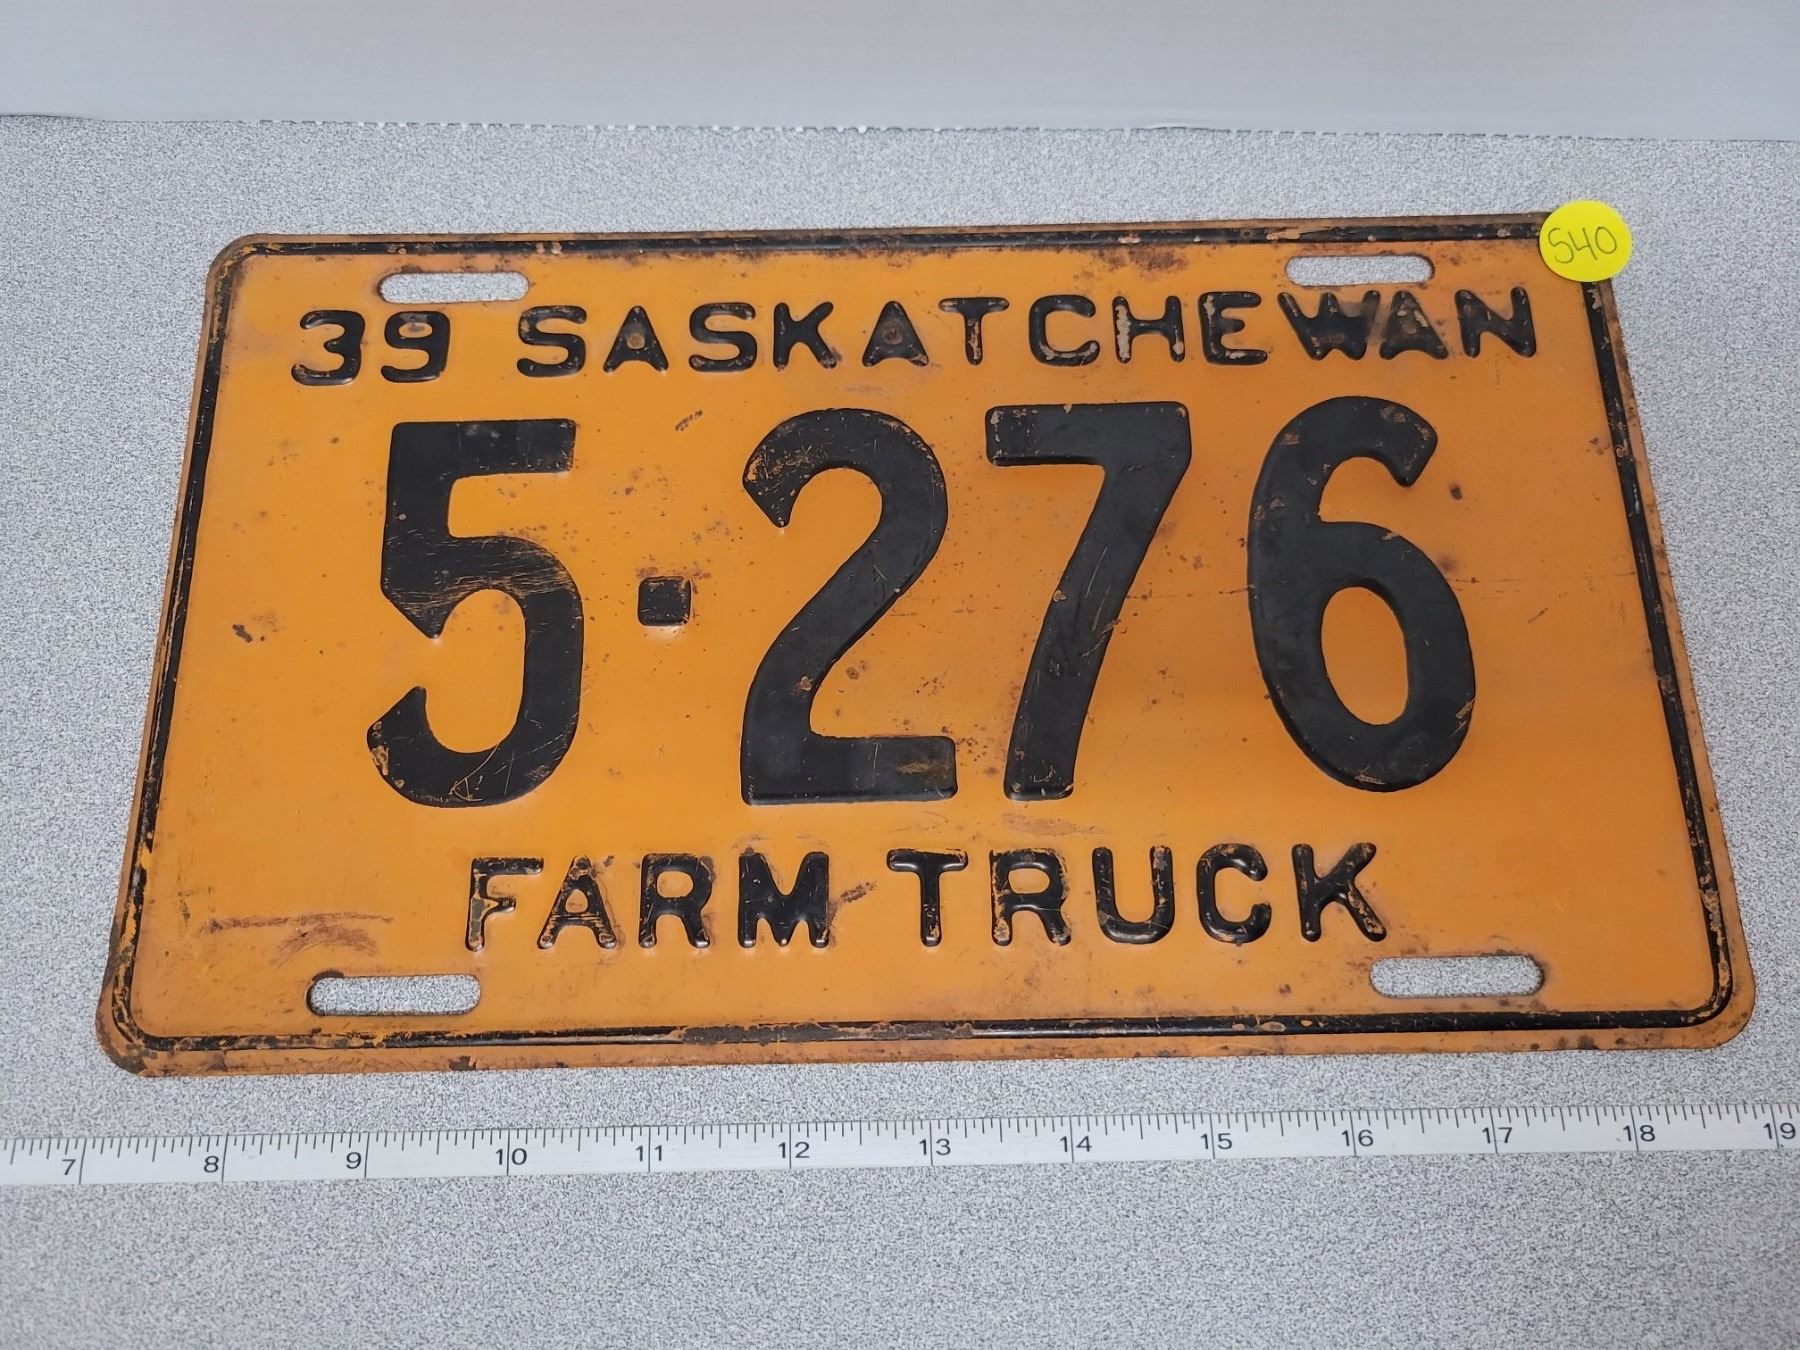 540
39 SASKATCHEWAN
5·276
FARM TRUCK
7 8 9 10 11 12 13 14 15 16 17 18 19